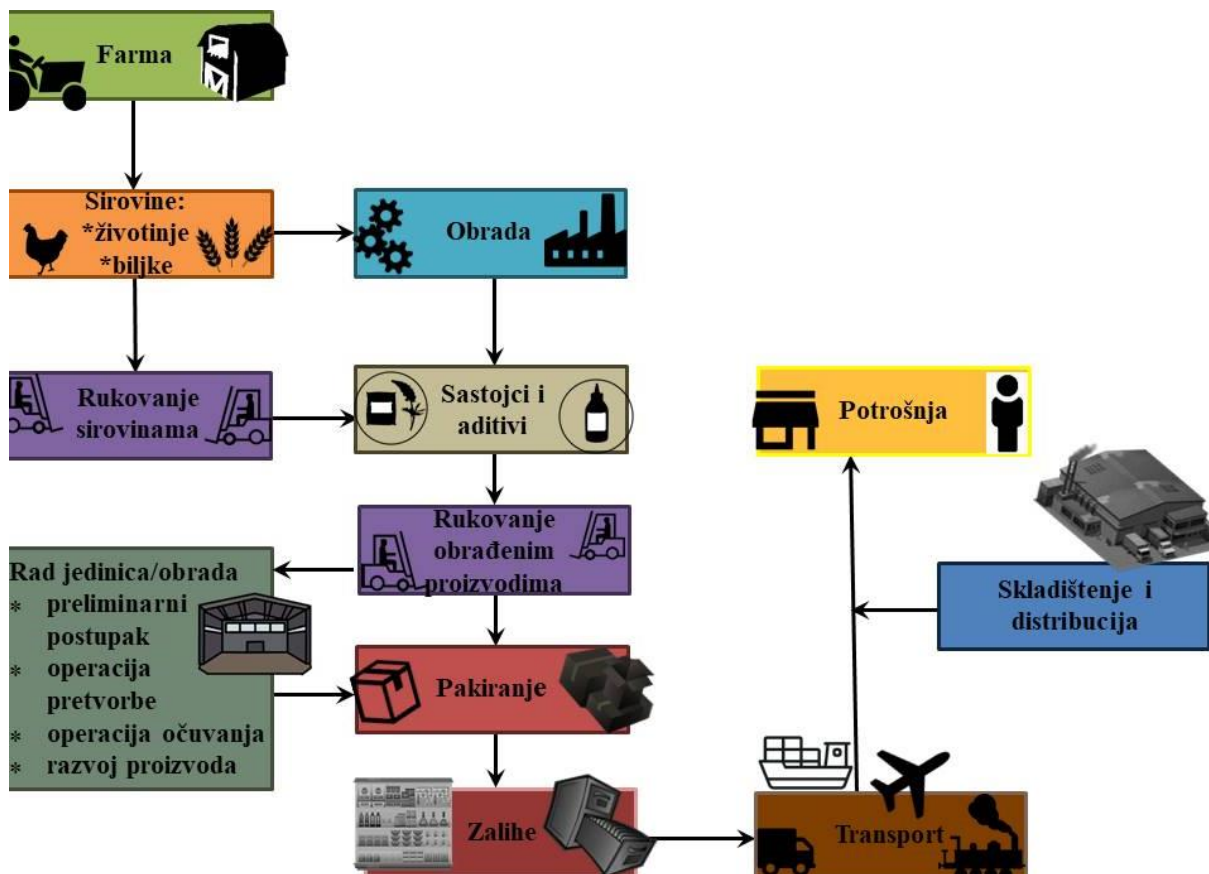 Farma
Sirovine:
*životinje
*biljke
Obrada
Rukovanje
sirovinama
Sastojci i
aditivi
Potrošnja
Rukovanje
obrađenim
proizvodima
Rad jedinica/obrada
* preliminarni
postupak
* operacija
pretvorbe
* operacija očuvanja
* razvoj proizvoda
Skladištenje i
distribucija
Pakiranje
Zalihe
Transport